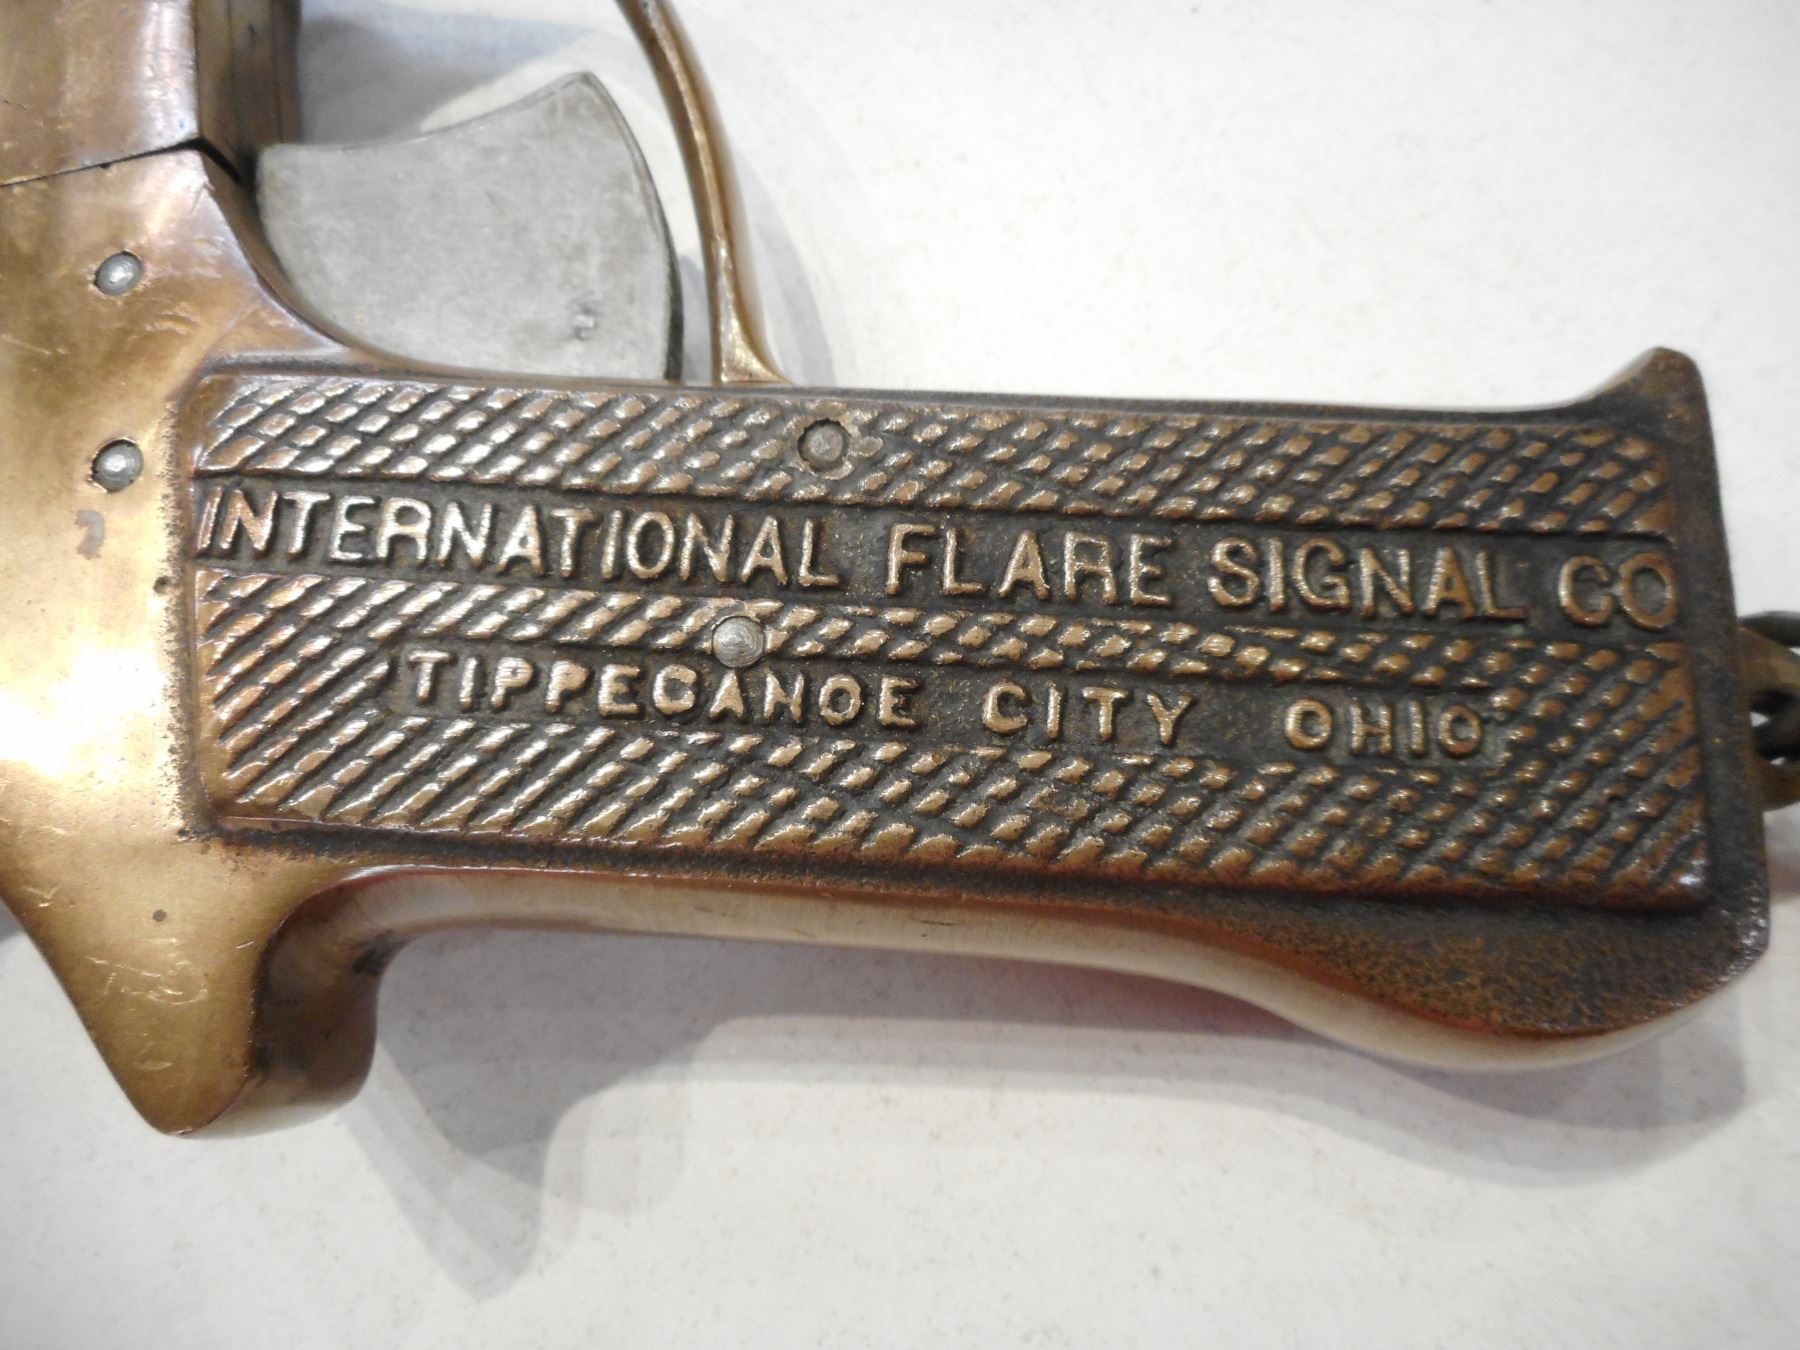 INTERNATIONAL FLARE SIGNAL CO
TIPPECANOE CITY OHIO